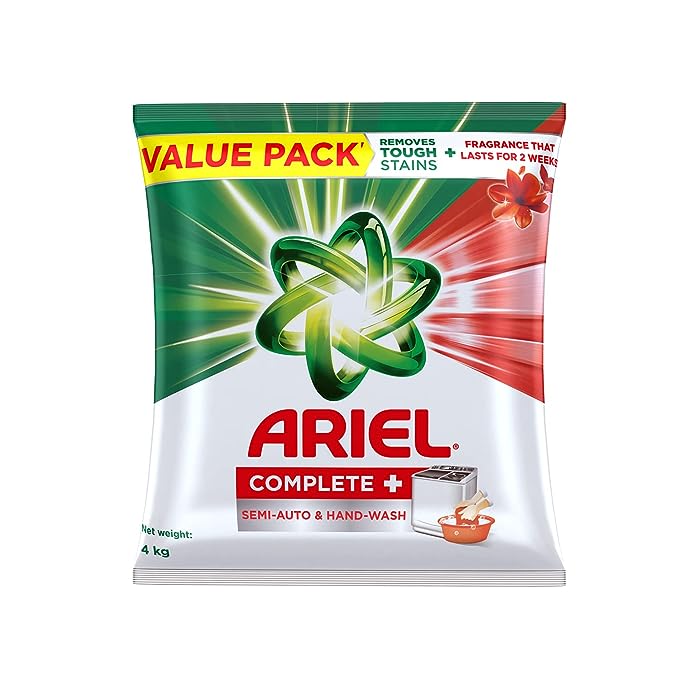 VALUE PACK'
REMOVES
TOUGH
STAINS
+
FRAGRANCE THAT
LASTS FOR 2 WEEKS
ARIEL®
COMPLETE +
SEMI-AUTO & HAND-WASH
Net weight:
4 kg